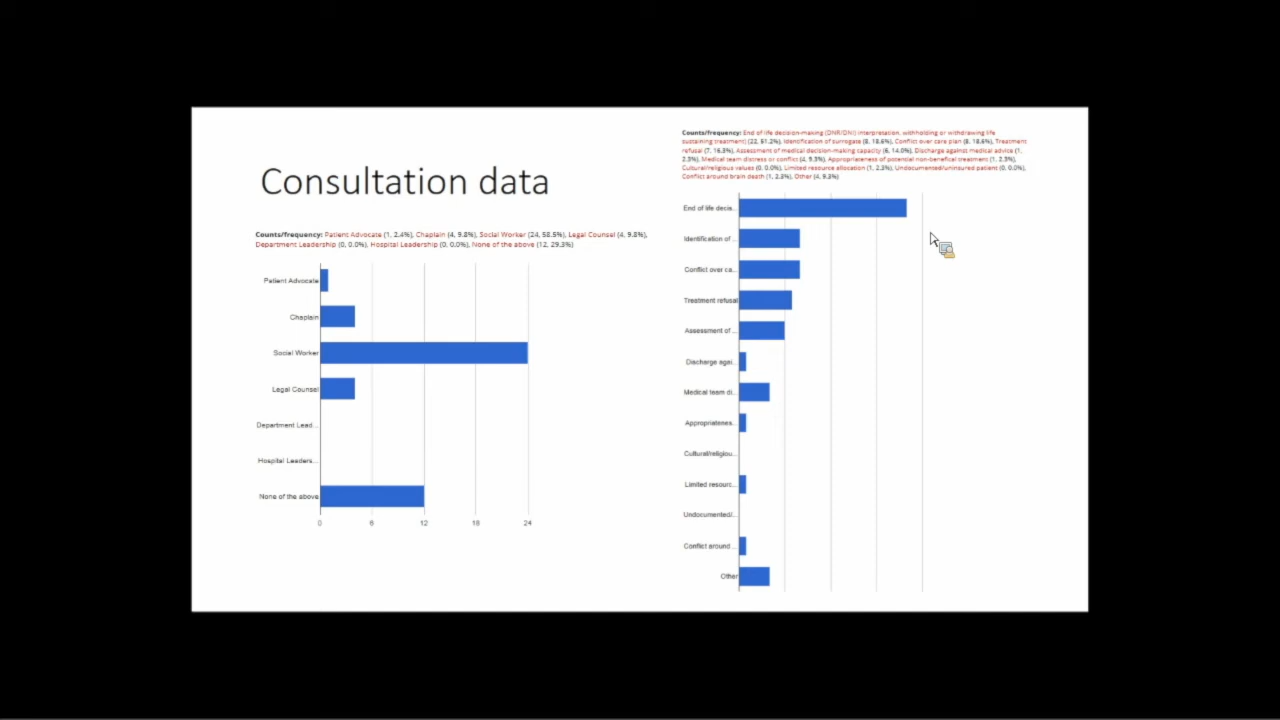 Consultation data
Counts/frequency: Patient Advocate (1, 2.4%), Chaplain (4, 9.8%), Social Worker (24, 58.5%), Legal Counsel (4, 9.8%),
Department Leadership (0, 0.0%), Hospital Leadership (0, 0.0%), None of the above (12, 29.3%)
Patient Advocate
Chaplain
Social Worker
Legal Counsel
Department Lead...
Hospital Leaders...
None of the above
0 6 12 18 24
Counts/frequency: End of life decision-making (DNR/DNI) interpretation, withholding or withdrawing life
sustaining treatment) (22, 51.2%), Identification of surrogate (8, 18.6%), Conflict over care plan (8, 18.6%), Treatment
refusal (7, 16.3%), Assessment of medical decision-making capacity (6, 14.0%), Discharge against medical advice (1,
2.3%), Medical team distress or conflict (4, 9.3%), Appropriateness of potential non-beneficial treatment (1, 2.3%),
Cultural/religious values (0, 0.0%), Limited resource allocation (1, 2.3%), Undocumented/uninsured patient (0, 0.0%),
Conflict around brain death (1, 2.3%), Other (4, 9.3%)
End of life decis...
Identification of ...
Conflict over ca...
Treatment refusal
Assessment of ...
Discharge agai...
Medical team di...
Appropriatenes...
Cultural/religiou...
Limited resourc...
Undocumented/...
Conflict around ...
Other